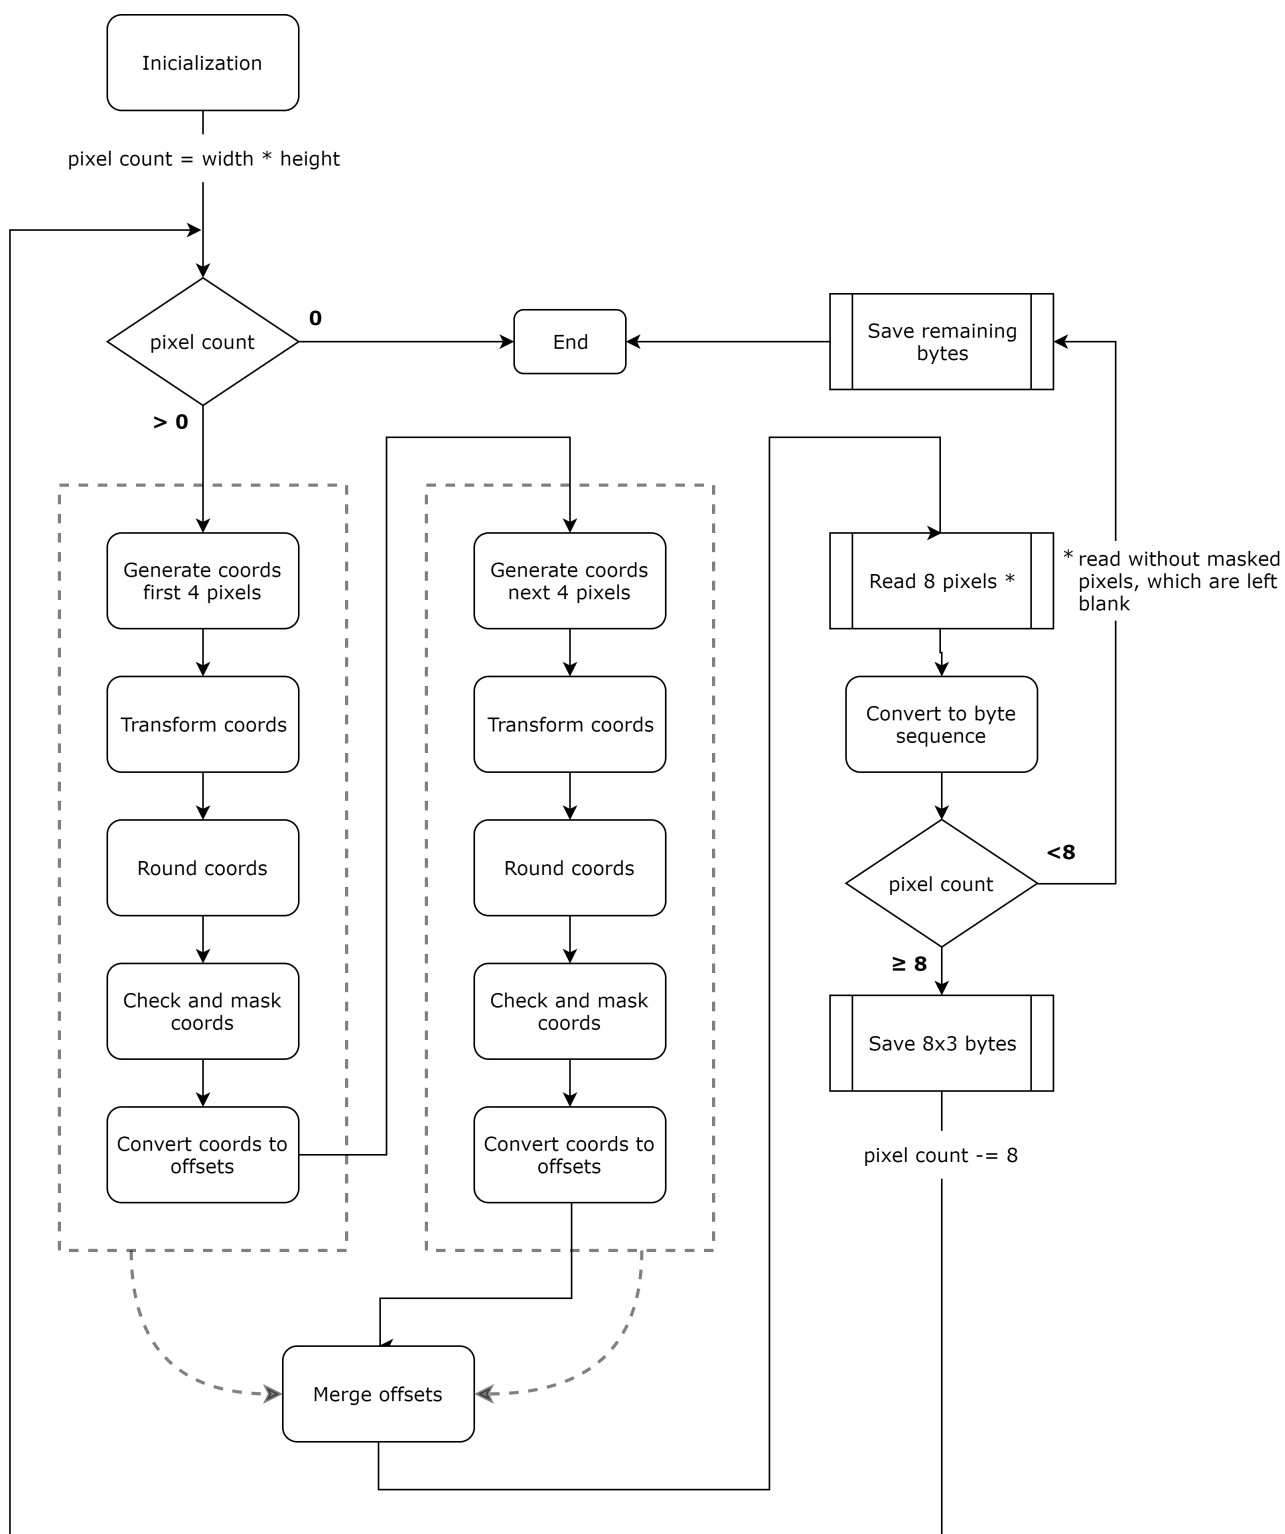 Inicialization
pixel count = width * height
pixel count
0
> 0
End
Save remaining
bytes
Generate coords
first 4 pixels
Transform coords
Round coords
Check and mask
coords
Convert coords to
offsets
Generate coords
next 4 pixels
Transform coords
Round coords
Check and mask
coords
Convert coords to
offsets
Merge offsets
Read 8 pixels *
* read without masked
pixels, which are left
blank
Convert to byte
sequence
pixel count
<8
≥ 8
Save 8x3 bytes
pixel count -= 8